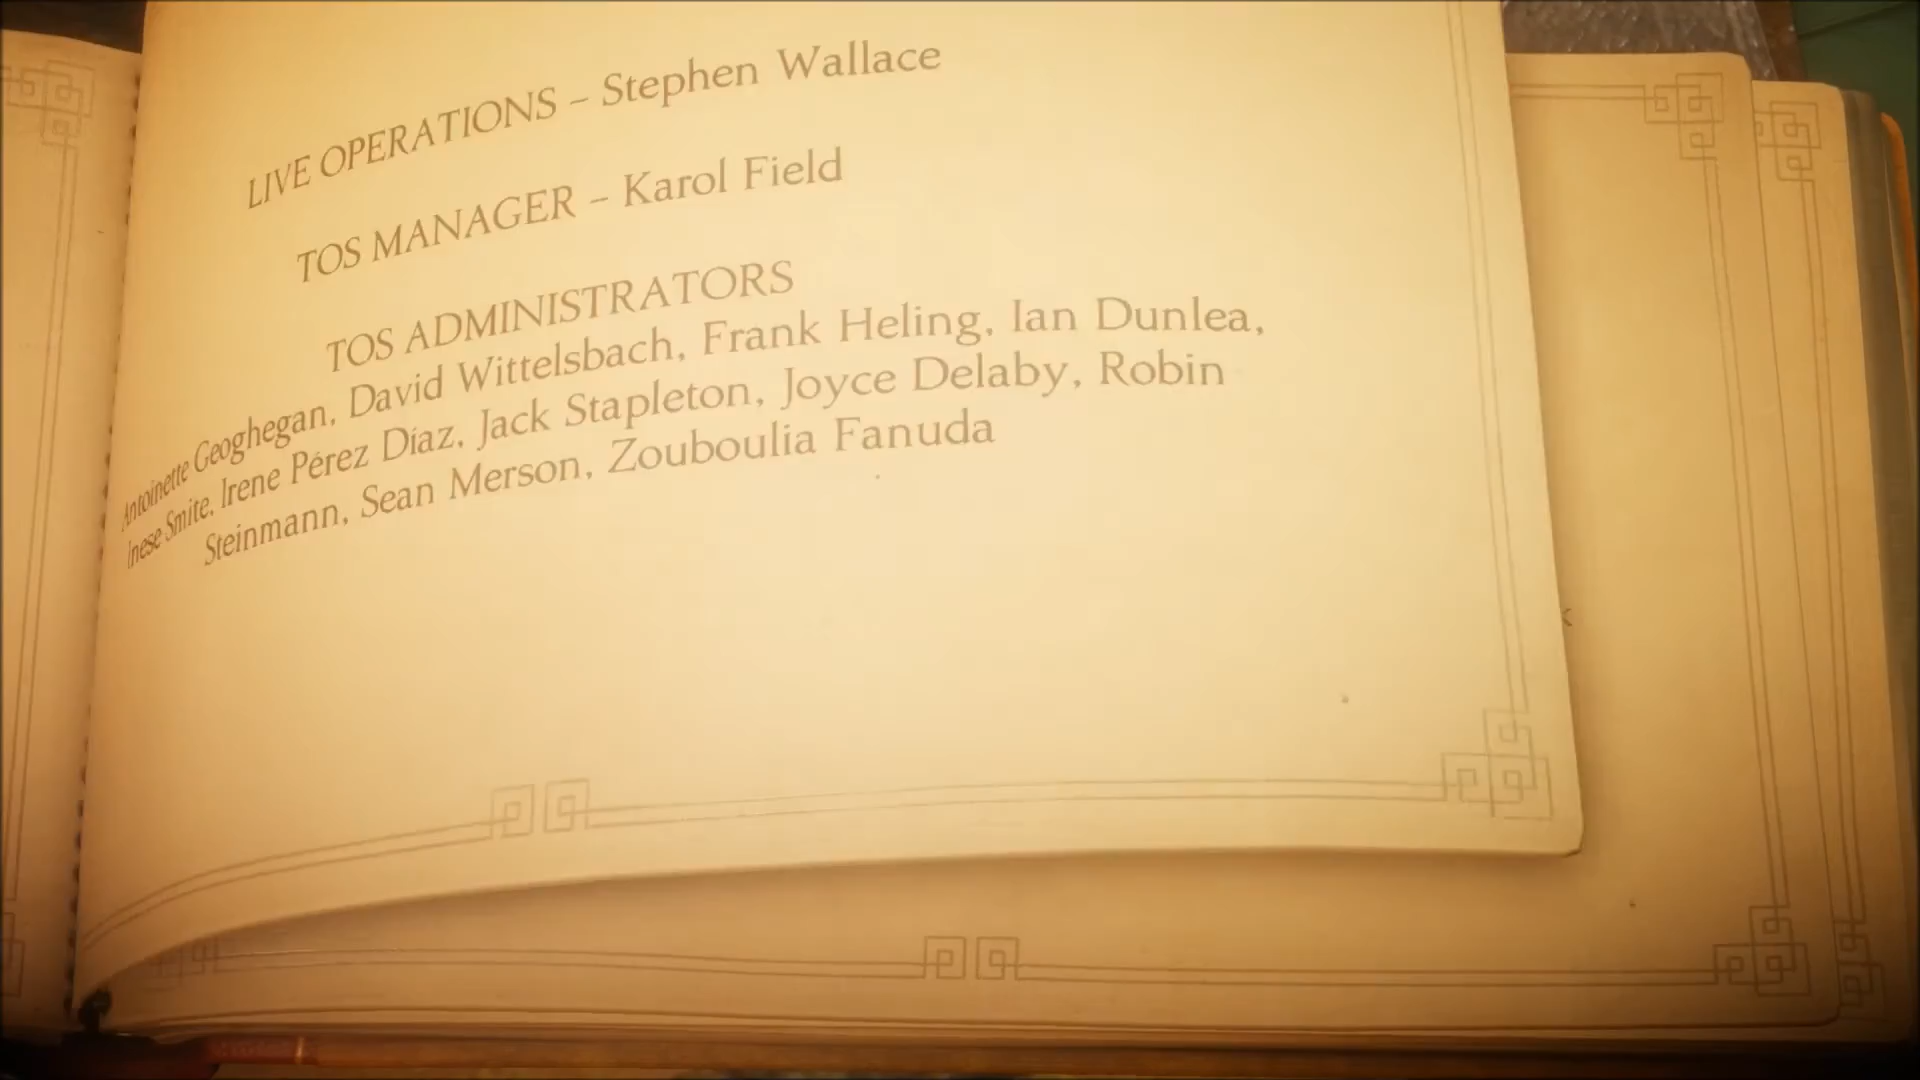 LIVE OPERATIONS – Stephen Wallace
TOS MANAGER – Karol Field
TOS ADMINISTRATORS
Antoinette Geoghegan, David Wittelsbach, Frank Heling, Ian Dunlea,
Inese Smite, Irene Pérez Díaz, Jack Stapleton, Joyce Delaby, Robin
Steinmann, Sean Merson, Zouboulia Fanuda